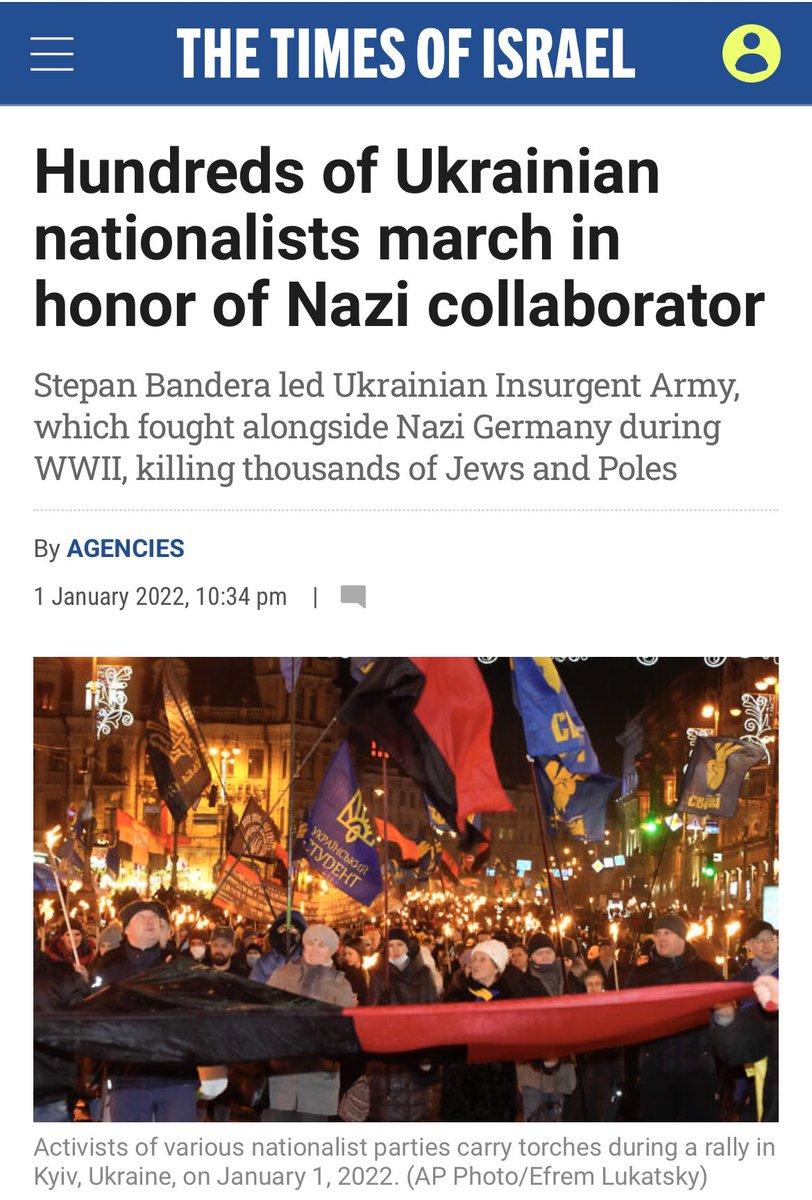 THE TIMES OF ISRAEL
Hundreds of Ukrainian
nationalists march in
honor of Nazi collaborator
Stepan Bandera led Ukrainian Insurgent Army,
which fought alongside Nazi Germany during
WWII, killing thousands of Jews and Poles
By AGENCIES
1 January 2022, 10:34 pm |
УКРАЇНСЬКИЙ
СТУДЕНТ
Activists of various nationalist parties carry torches during a rally in
Kyiv, Ukraine, on January 1, 2022. (AP Photo/Efrem Lukatsky)